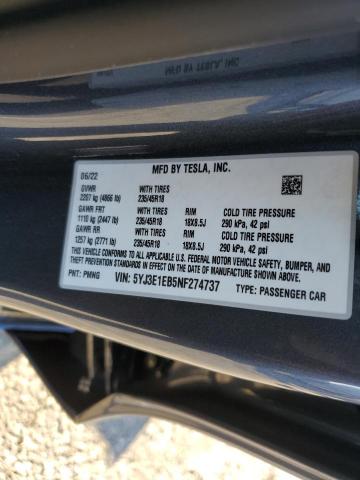 MFD BY TESLA, INC.
06/22
GVWR WITH TIRES
2207 kg (4866 lb) 235/45R18
GAWR FRT WITH TIRES RIM COLD TIRE PRESSURE
1110 kg (2447 lb) 235/45R18 18X8.5J 290 kPa, 42 psi
GAWR RR WITH TIRES RIM COLD TIRE PRESSURE
1257 kg (2771 lb) 235/45R18 18X8.5J 290 kPa, 42 psi
THIS VEHICLE CONFORMS TO ALL APPLICABLE U.S. FEDERAL MOTOR VEHICLE SAFETY, BUMPER, AND
THEFT PREVENTION STANDARDS IN EFFECT ON THE DATE OF MANUFACTURE SHOWN ABOVE.
PNT: PMNG VIN: 5YJ3E1EB5NF274737 TYPE: PASSENGER CAR